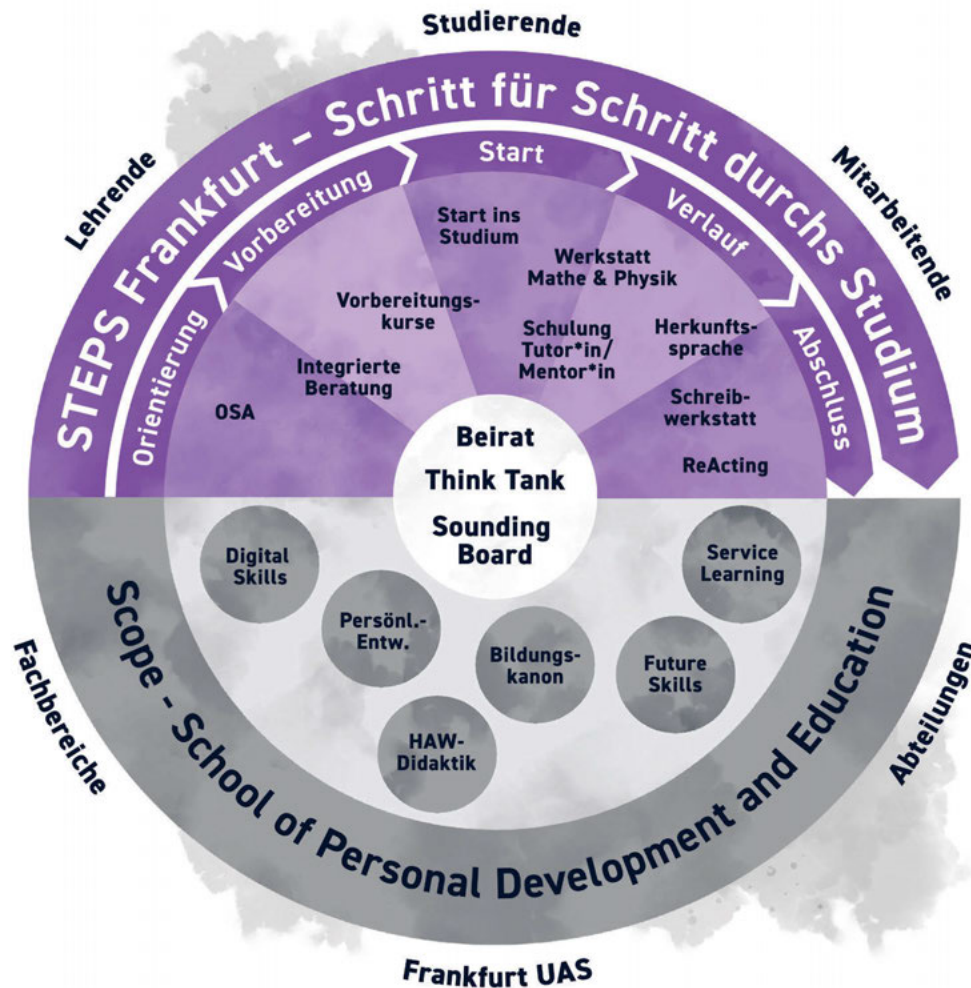 Studierende
Lehrende
Mitarbeitende
STEPS Frankfurt – Schritt für Schritt durchs Studium
Orientierung
Vorbereitung
Start
Verlauf
Abschluss
OSA
Integrierte
Beratung
Vorbereitungs-
kurse
Start ins
Studium
Werkstatt
Mathe & Physik
Schulung
Tutor*in/
Mentor*in
Herkunfts-
sprache
Schreib-
werkstatt
ReActing
Beirat
Think Tank
Sounding
Board
Digital
Skills
Persönl.-
Entw.
HAW-
Didaktik
Bildungs-
kanon
Future
Skills
Service
Learning
Scope - School of Personal Development and Education
Fachbereiche
Abteilungen
Frankfurt UAS